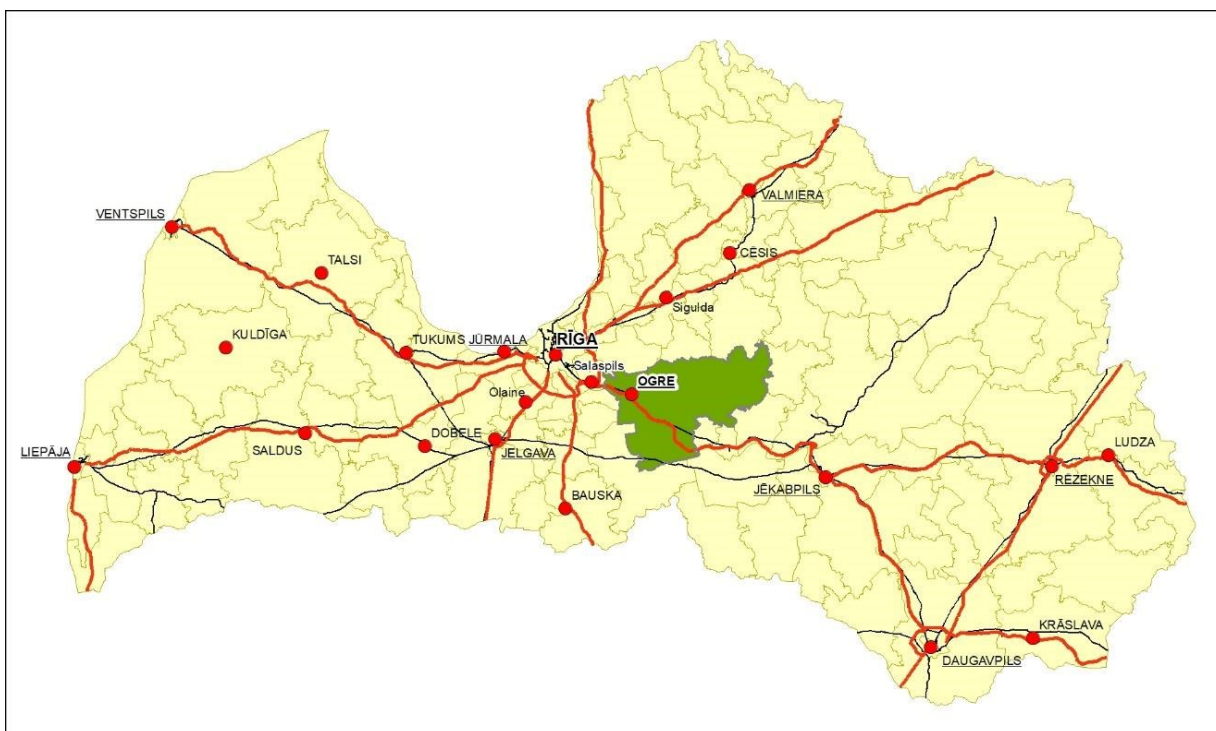 VALMIERA
VENTSPILS
CĒSIS
TALSI
Sigulda
KULDĪGA
TUKUMS JŪRMALA
RĪGA
Salaspils
OGRE
Olaine
LIEPĀJA
SALDUS
DOBELE
JELGAVA
LUDZA
RĒZEKNE
JĒKABPILS
BAUSKA
KRĀSLAVA
DAUGAVPILS